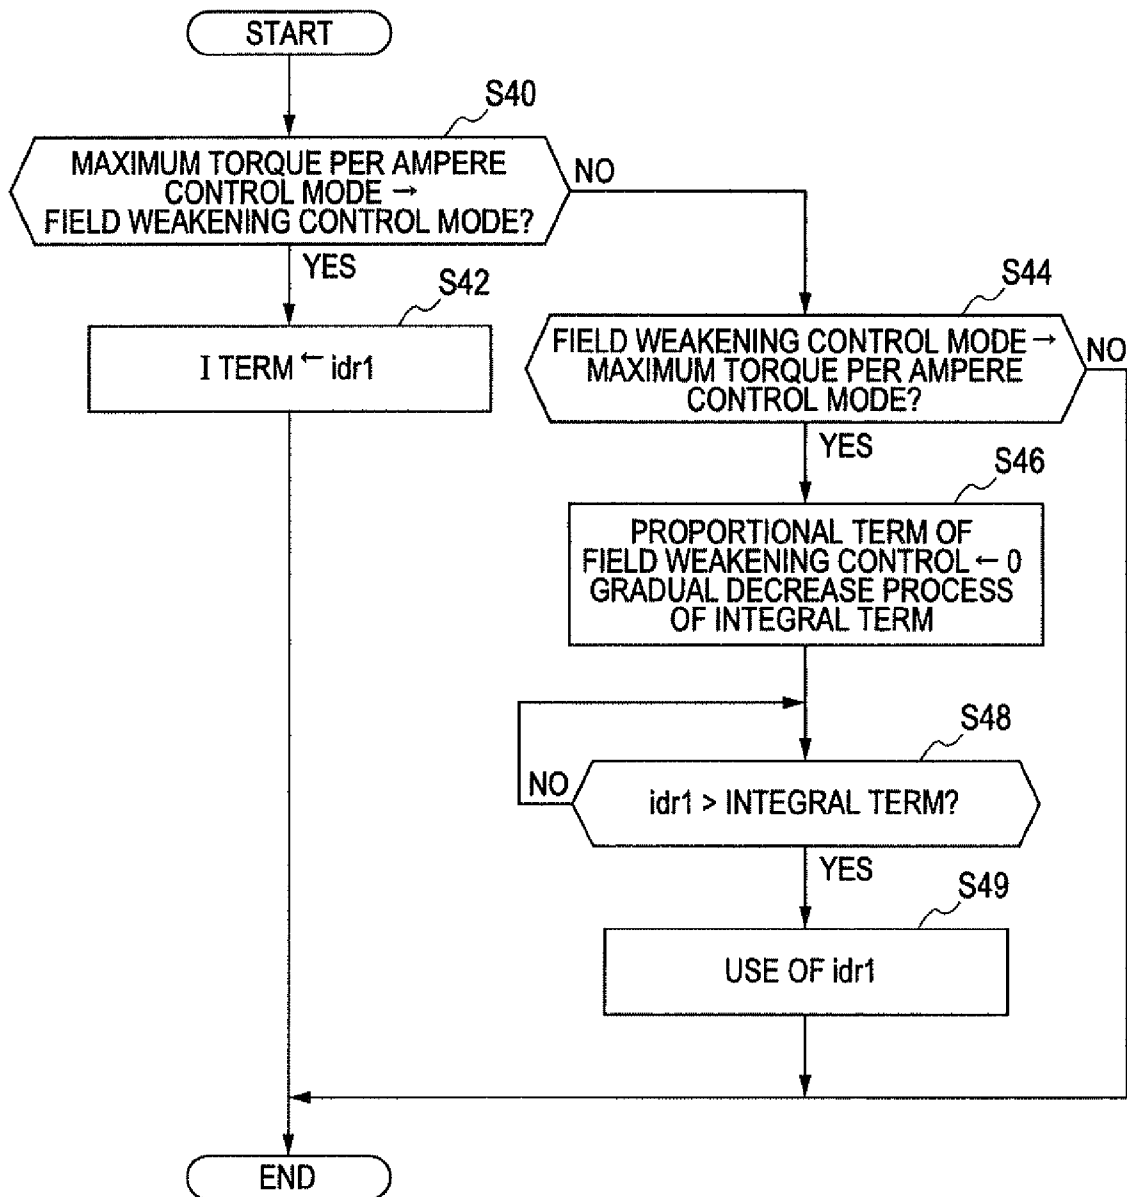 START
S40
MAXIMUM TORQUE PER AMPERE
CONTROL MODE →
FIELD WEAKENING CONTROL MODE?
NO
YES
S42
I TERM ← idr1
S44
FIELD WEAKENING CONTROL MODE →
MAXIMUM TORQUE PER AMPERE
CONTROL MODE?
NO
YES
S46
PROPORTIONAL TERM OF
FIELD WEAKENING CONTROL ← 0
GRADUAL DECREASE PROCESS
OF INTEGRAL TERM
S48
idr1 > INTEGRAL TERM?
NO
YES
S49
USE OF idr1
END